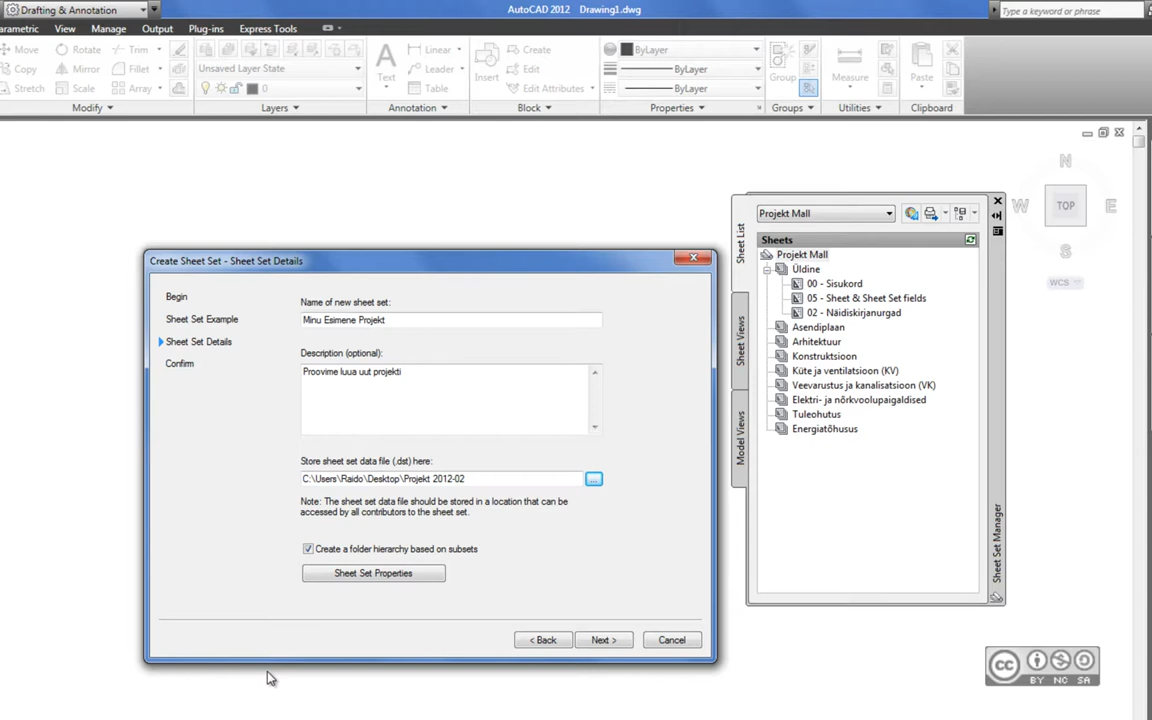 Drafting & Annotation
AutoCAD 2012 Drawing1.dwg
Type a keyword or phrase
arametric View Manage Output Plug-ins Express Tools
Move Rotate Trim
Copy Mirror Fillet
Stretch Scale Array
Modify
Unsaved Layer State
0
Layers
Text
Linear
Leader
Table
Annotation
Insert
Create
Edit
Edit Attributes
Block
ByLayer
ByLayer
ByLayer
Properties
Group
Groups
Measure
Utilities
Paste
Clipboard
N
W TOP E
S
WCS
Create Sheet Set - Sheet Set Details
Begin
Sheet Set Example
Sheet Set Details
Confirm
Name of new sheet set:
Minu Esimene Projekt
Description (optional):
Proovime luua uut projekti
Store sheet set data file (.dst) here:
C:\Users\Raido\Desktop\Projekt 2012-02
...
Note: The sheet set data file should be stored in a location that can be
accessed by all contributors to the sheet set.
Create a folder hierarchy based on subsets
Sheet Set Properties
< Back Next > Cancel
Projekt Mall
Sheets
Projekt Mall
Üldine
00 - Sisukord
05 - Sheet & Sheet Set fields
02 - Näidiskirjanurgad
Asendiplaan
Arhitektuur
Konstruktsioon
Küte ja ventilatsioon (KV)
Veevarustus ja kanalisatsioon (VK)
Elektri- ja nõrkvoolupaigaldised
Tuleohutus
Energiatõhusus
Sheet List
Sheet Views
Model Views
Sheet Set Manager
cc
BY NC SA